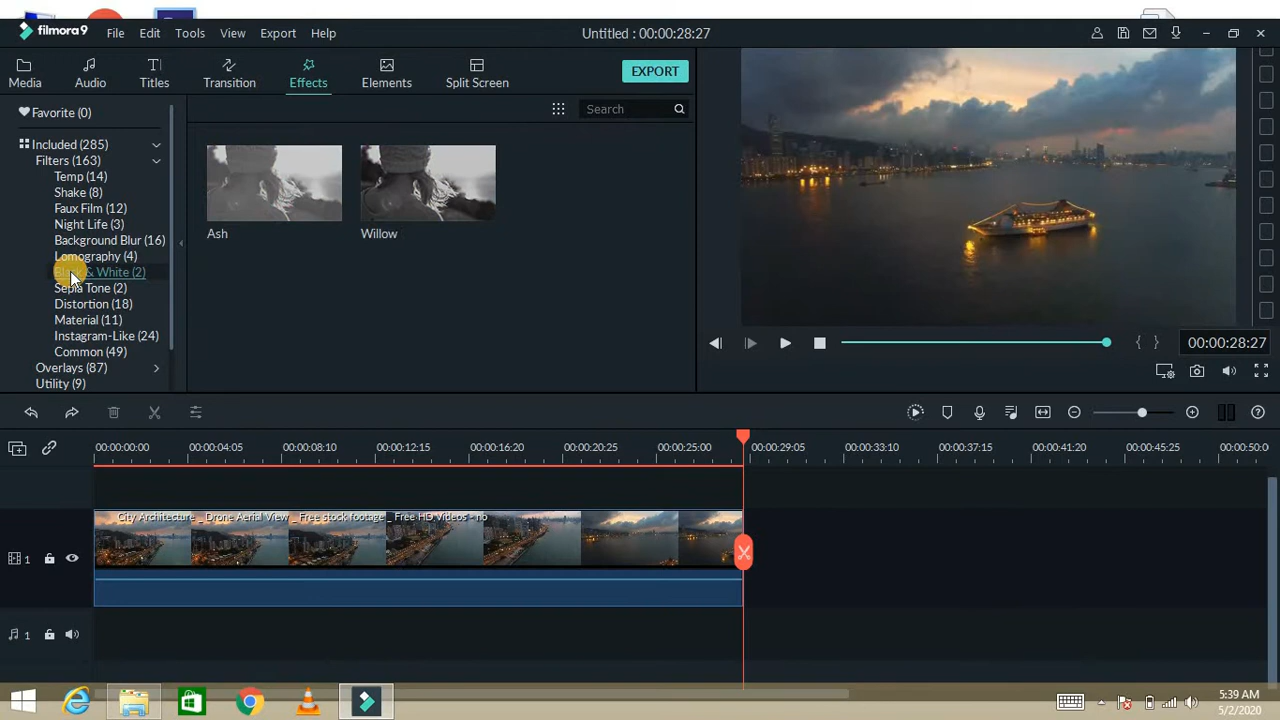 filmora9 File Edit Tools View Export Help Untitled : 00:00:28:27
Media Audio Titles Transition Effects Elements Split Screen EXPORT
Favorite (0)
Search
Included (285)
Filters (163)
Temp (14)
Shake (8)
Faux Film (12)
Night Life (3)
Background Blur (16)
Lomography (4)
Black & White (2)
Sepia Tone (2)
Distortion (18)
Material (11)
Instagram-Like (24)
Common (49)
Overlays (87)
Utility (9)
Ash Willow
00:00:28:27
00:00:00:00 00:00:04:05 00:00:08:10 00:00:12:15 00:00:16:20 00:00:20:25 00:00:25:00 00:00:29:05 00:00:33:10 00:00:37:15 00:00:41:20 00:00:45:25 00:00:50:0
City Architecture _ Drone Aerial View _ Free stock footage _ Free HD Videos - no
1
1
5:39 AM
5/2/2020